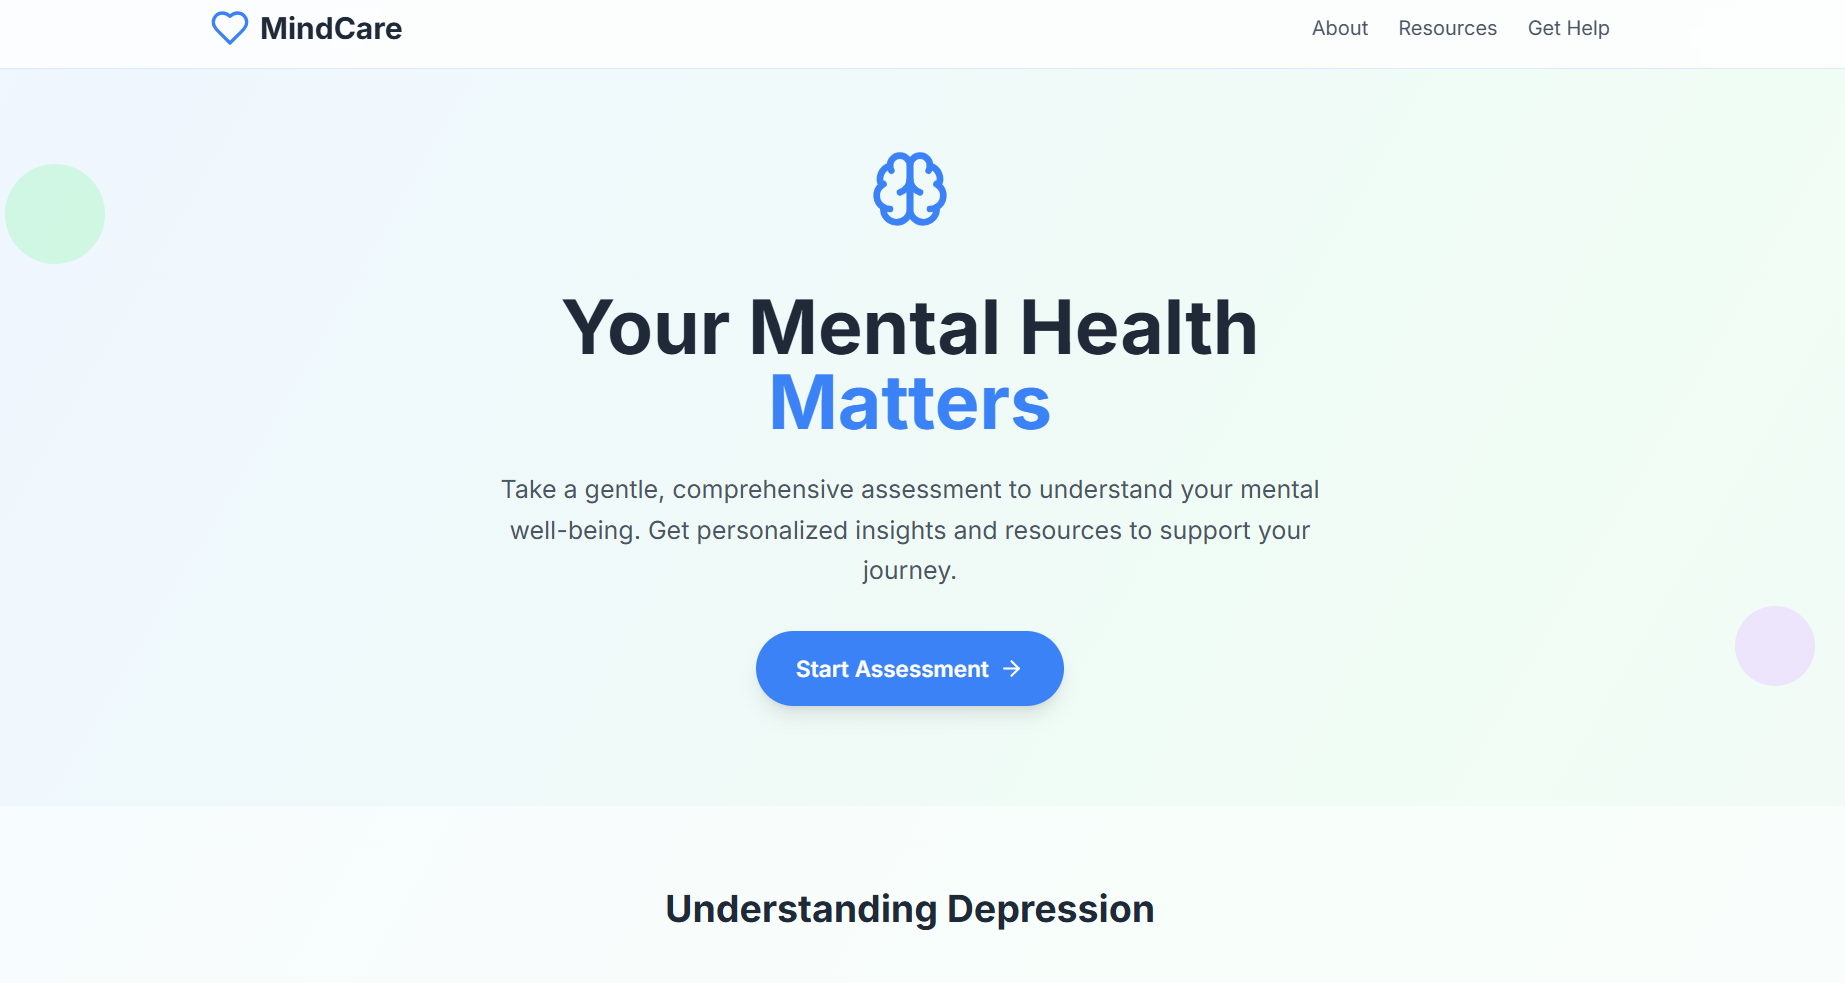 MindCare
About Resources Get Help
Your Mental Health
Matters
Take a gentle, comprehensive assessment to understand your mental
well-being. Get personalized insights and resources to support your
journey.
Start Assessment →
Understanding Depression